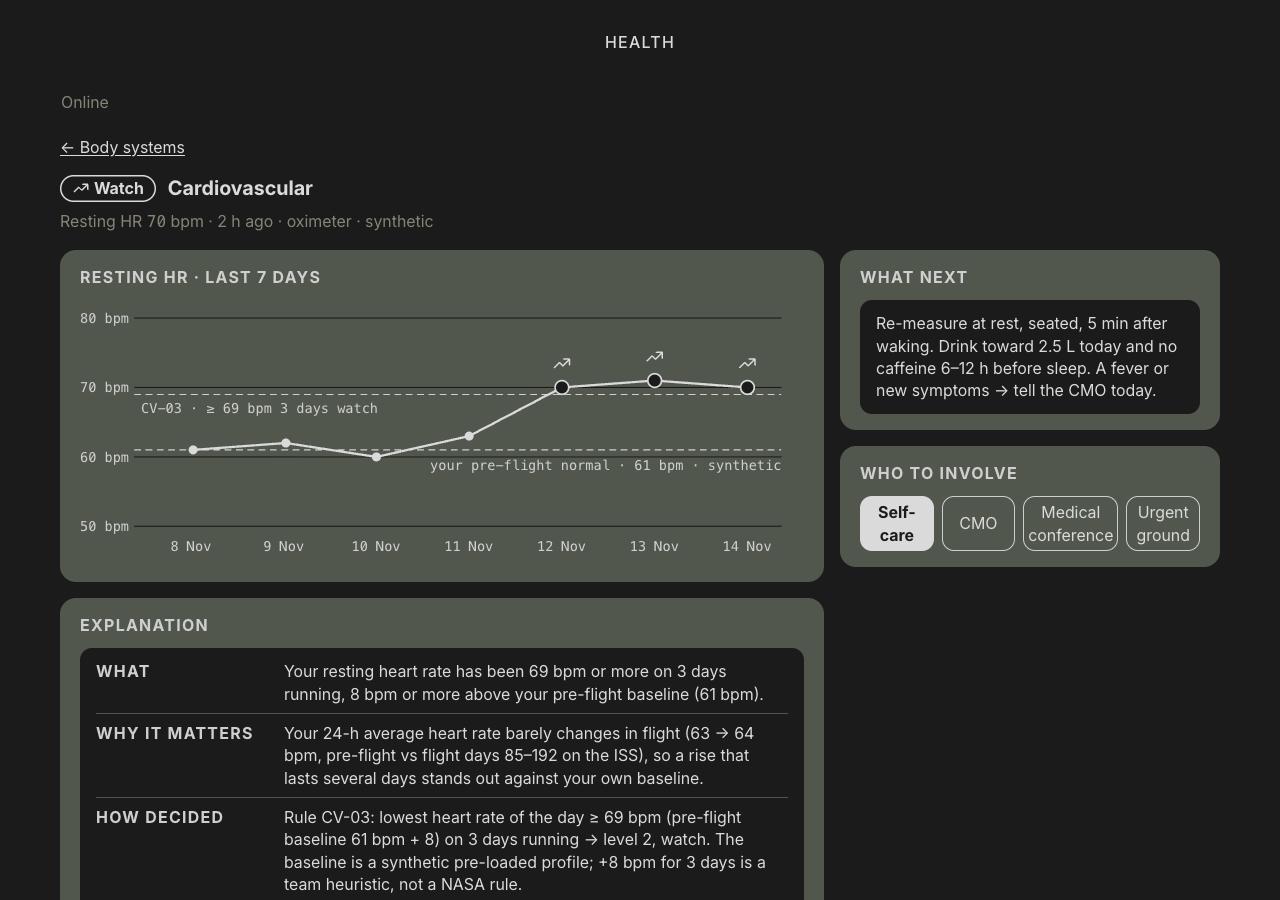 HEALTH
Online
← Body systems
Watch Cardiovascular
Resting HR 70 bpm · 2 h ago · oximeter · synthetic
RESTING HR · LAST 7 DAYS
80 bpm
70 bpm
CV−03 · ≥ 69 bpm 3 days watch
60 bpm
your pre−flight normal · 61 bpm · synthetic
50 bpm
8 Nov 9 Nov 10 Nov 11 Nov 12 Nov 13 Nov 14 Nov
WHAT NEXT
Re-measure at rest, seated, 5 min after
waking. Drink toward 2.5 L today and no
caffeine 6–12 h before sleep. A fever or
new symptoms → tell the CMO today.
WHO TO INVOLVE
Self-
care
CMO
Medical
conference
Urgent
ground
EXPLANATION
WHAT
Your resting heart rate has been 69 bpm or more on 3 days
running, 8 bpm or more above your pre-flight baseline (61 bpm).
WHY IT MATTERS
Your 24-h average heart rate barely changes in flight (63 → 64
bpm, pre-flight vs flight days 85–192 on the ISS), so a rise that
lasts several days stands out against your own baseline.
HOW DECIDED
Rule CV-03: lowest heart rate of the day ≥ 69 bpm (pre-flight
baseline 61 bpm + 8) on 3 days running → level 2, watch. The
baseline is a synthetic pre-loaded profile; +8 bpm for 3 days is a
team heuristic, not a NASA rule.